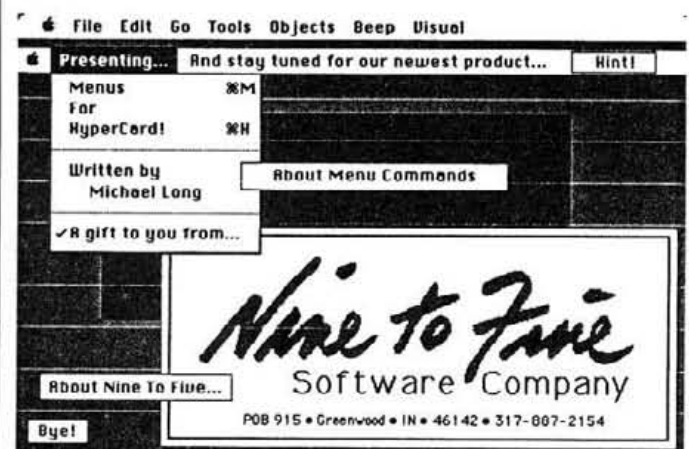 File Edit Go Tools Objects Beep Visual
Presenting... And stay tuned for our newest product... Hint!
Menus ⌘M
For
HyperCard! ⌘H
Written by
Michael Long
About Menu Commands
✓A gift to you from...
Nine to Five
Software Company
About Nine To Five...
POB 915 • Greenwood • IN • 46142 • 317-887-2154
Bye!